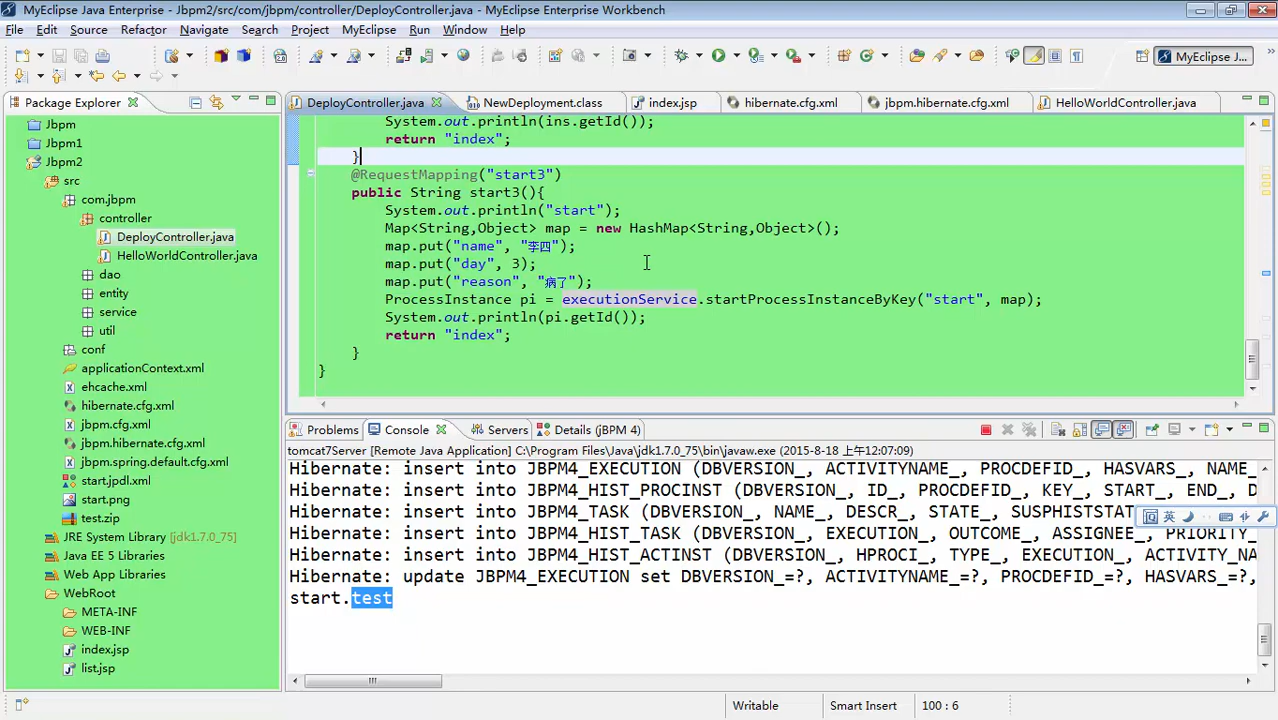 MyEclipse Java Enterprise - Jbpm2/src/com/jbpm/controller/DeployController.java - MyEclipse Enterprise Workbench
File Edit Source Refactor Navigate Search Project MyEclipse Run Window Help
MyEclipse J...
Package Explorer
Jbpm
Jbpm1
Jbpm2
src
com.jbpm
controller
DeployController.java
HelloWorldController.java
dao
entity
service
util
conf
applicationContext.xml
ehcache.xml
hibernate.cfg.xml
jbpm.cfg.xml
jbpm.hibernate.cfg.xml
jbpm.spring.default.cfg.xml
start.jpdl.xml
start.png
test.zip
JRE System Library [jdk1.7.0_75]
Java EE 5 Libraries
Web App Libraries
WebRoot
META-INF
WEB-INF
index.jsp
list.jsp
DeployController.java NewDeployment.class index.jsp hibernate.cfg.xml jbpm.hibernate.cfg.xml HelloWorldController.java
System.out.println(ins.getId());
return "index";
}
@RequestMapping("start3")
public String start3(){
System.out.println("start");
Map<String,Object> map = new HashMap<String,Object>();
map.put("name", "李四");
map.put("day", 3);
map.put("reason", "病了");
ProcessInstance pi = executionService.startProcessInstanceByKey("start", map);
System.out.println(pi.getId());
return "index";
}
}
Problems Console Servers Details (jBPM 4)
tomcat7Server [Remote Java Application] C:\Program Files\Java\jdk1.7.0_75\bin\javaw.exe (2015-8-18 上午12:07:09)
Hibernate: insert into JBPM4_EXECUTION (DBVERSION_, ACTIVITYNAME_, PROCDEFID_, HASVARS_, NAME_
Hibernate: insert into JBPM4_HIST_PROCINST (DBVERSION_, ID_, PROCDEFID_, KEY_, START_, END_, D
Hibernate: insert into JBPM4_TASK (DBVERSION_, NAME_, DESCR_, STATE_, SUSPHISTSTAT
Hibernate: insert into JBPM4_HIST_TASK (DBVERSION_, EXECUTION_, OUTCOME_, ASSIGNEE_, PRIORITY_
Hibernate: insert into JBPM4_HIST_ACTINST (DBVERSION_, HPROCI_, TYPE_, EXECUTION_, ACTIVITY_NA
Hibernate: update JBPM4_EXECUTION set DBVERSION_=?, ACTIVITYNAME_=?, PROCDEFID_=?, HASVARS_=?,
start.test
英
Writable Smart Insert 100 : 6